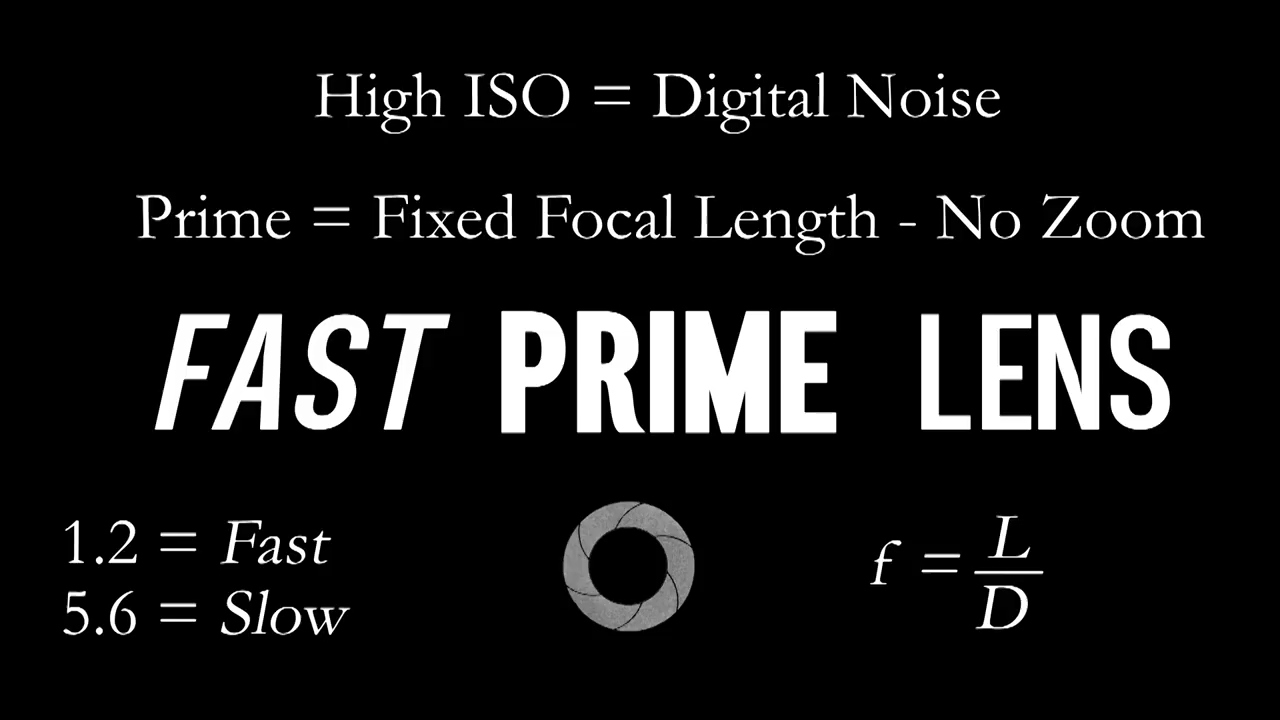 High ISO = Digital Noise
Prime = Fixed Focal Length - No Zoom
FAST PRIME LENS
1.2 = Fast
5.6 = Slow
f = L/D